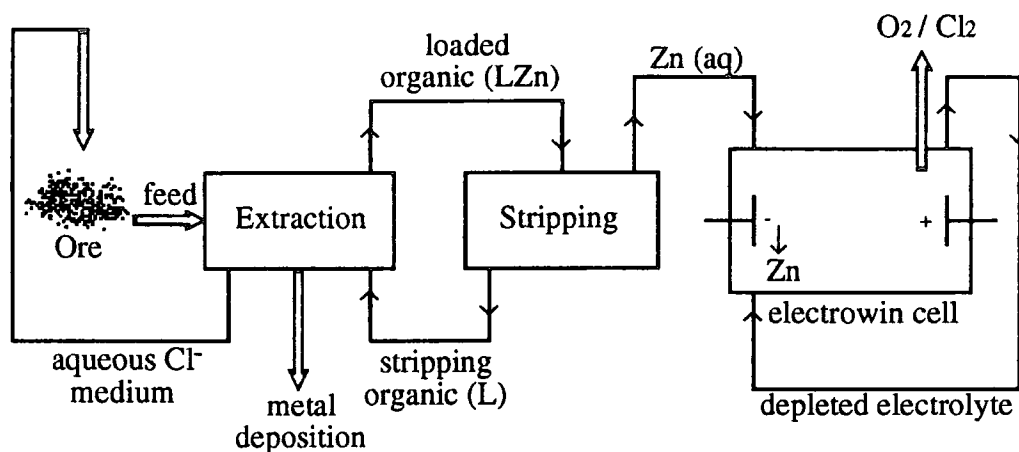 O2 / Cl2
loaded
organic (LZn)
Zn (aq)
feed
Ore
Extraction
Stripping
-
+
Zn
electrowin cell
aqueous Cl-
medium
stripping
organic (L)
metal
deposition
depleted electrolyte